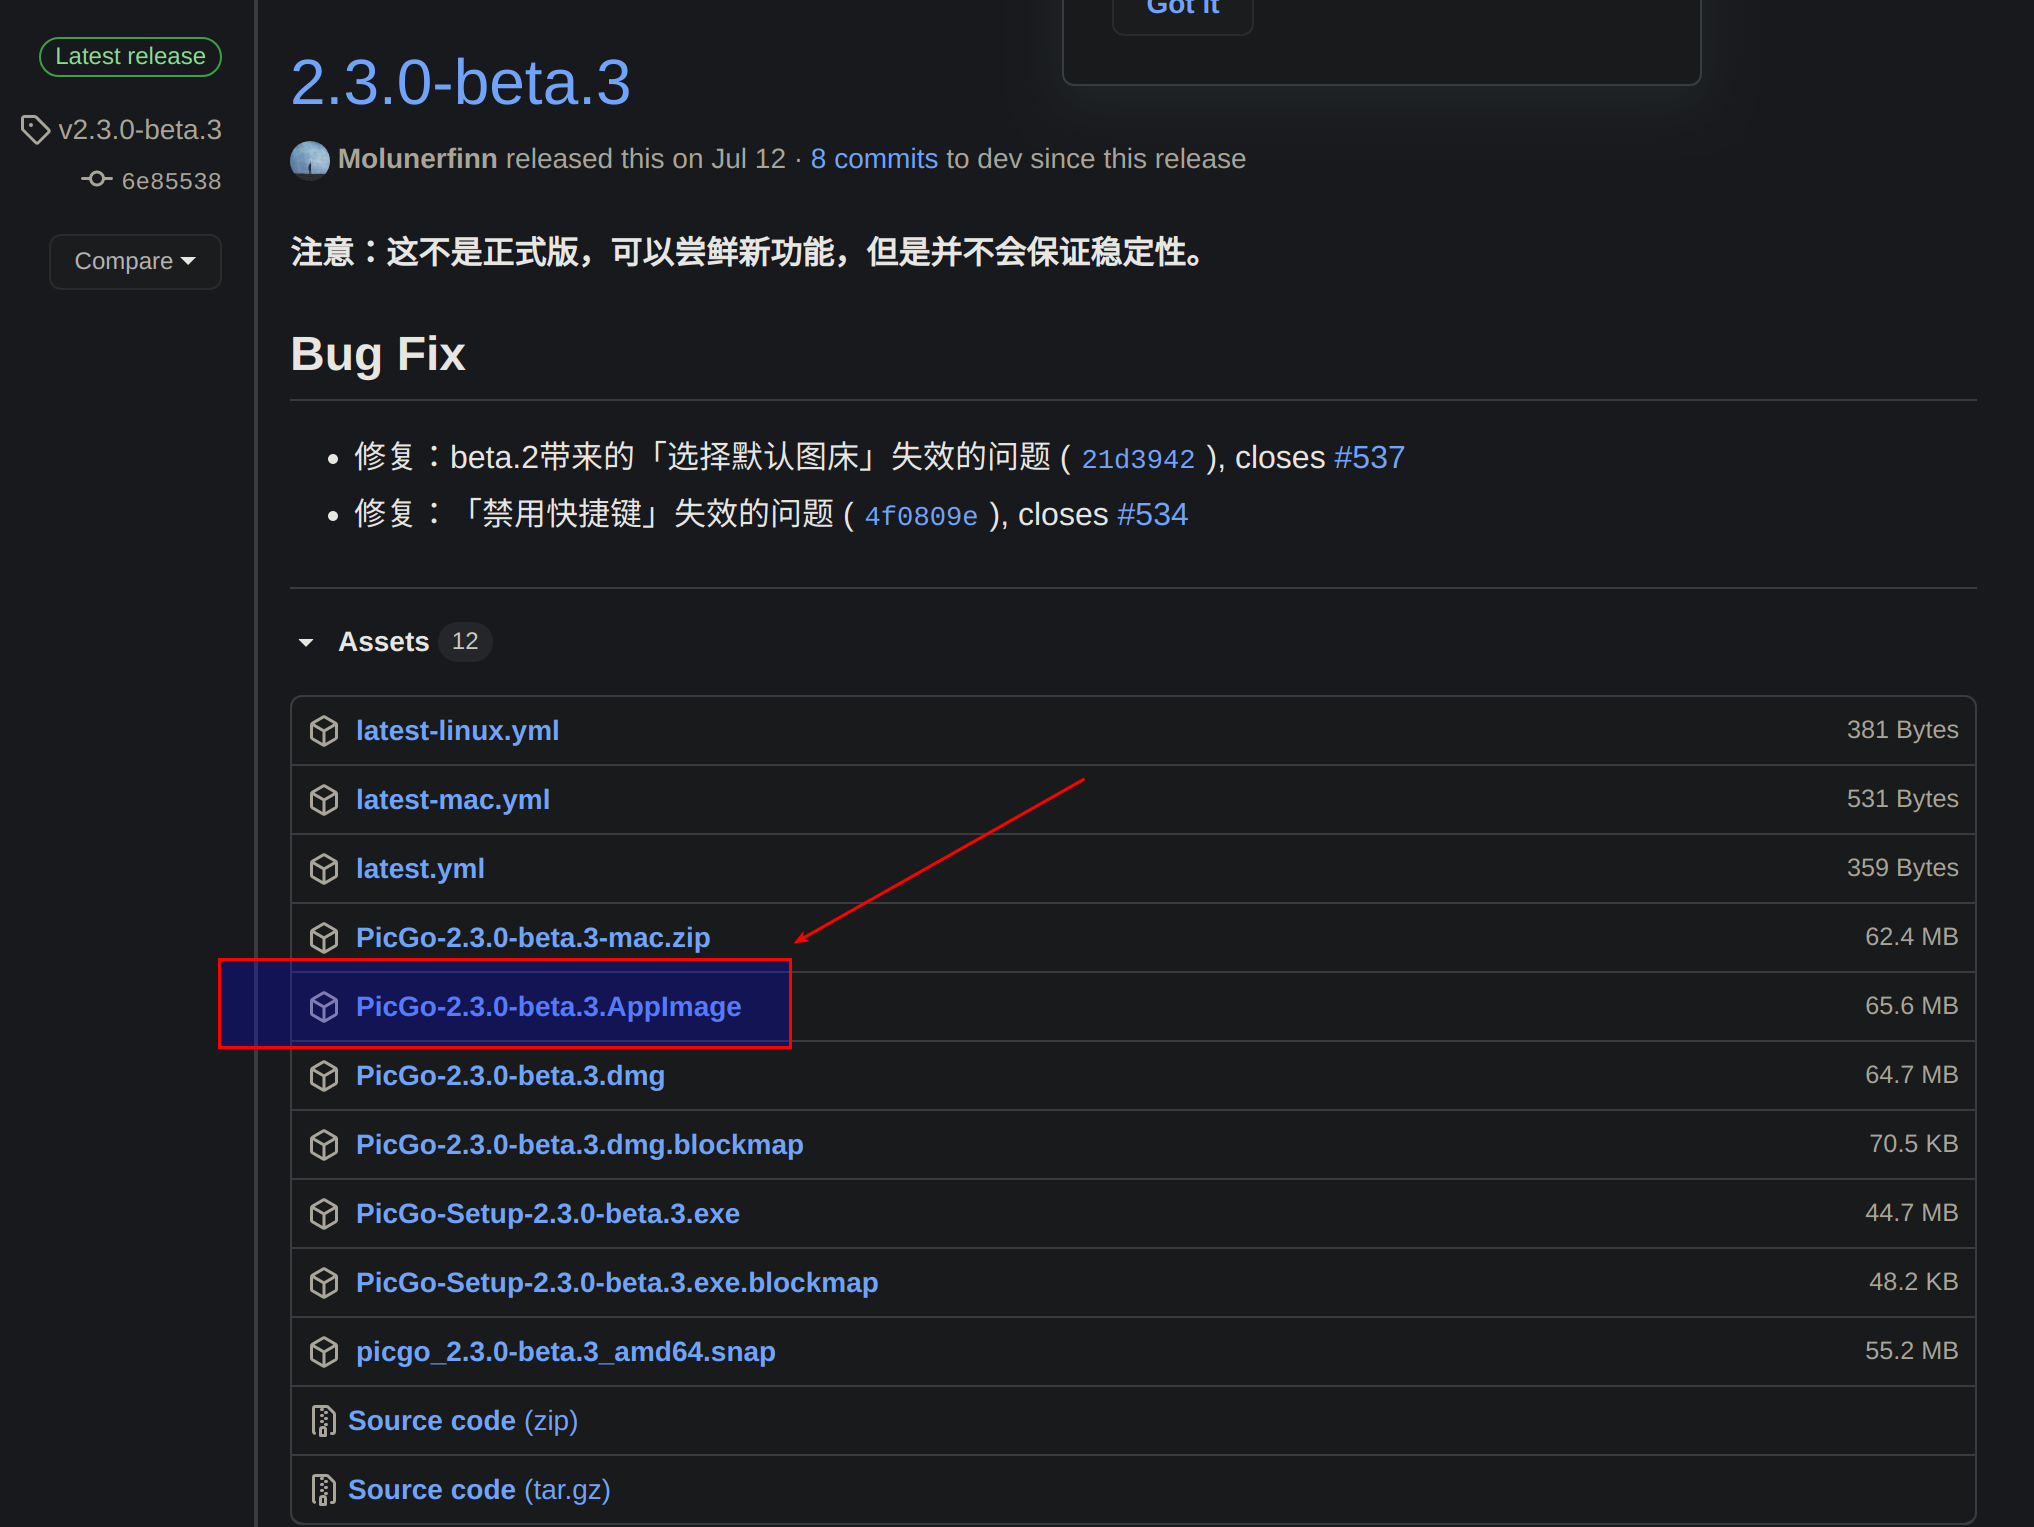 Got it
Latest release
v2.3.0-beta.3
6e85538
Compare
2.3.0-beta.3
Molunerfinn released this on Jul 12 · 8 commits to dev since this release
注意：这不是正式版，可以尝鲜新功能，但是并不会保证稳定性。
Bug Fix
修复：beta.2带来的「选择默认图床」失效的问题 ( 21d3942 ), closes #537
修复：「禁用快捷键」失效的问题 ( 4f0809e ), closes #534
Assets 12
latest-linux.yml 381 Bytes
latest-mac.yml 531 Bytes
latest.yml 359 Bytes
PicGo-2.3.0-beta.3-mac.zip 62.4 MB
PicGo-2.3.0-beta.3.AppImage 65.6 MB
PicGo-2.3.0-beta.3.dmg 64.7 MB
PicGo-2.3.0-beta.3.dmg.blockmap 70.5 KB
PicGo-Setup-2.3.0-beta.3.exe 44.7 MB
PicGo-Setup-2.3.0-beta.3.exe.blockmap 48.2 KB
picgo_2.3.0-beta.3_amd64.snap 55.2 MB
Source code (zip)
Source code (tar.gz)